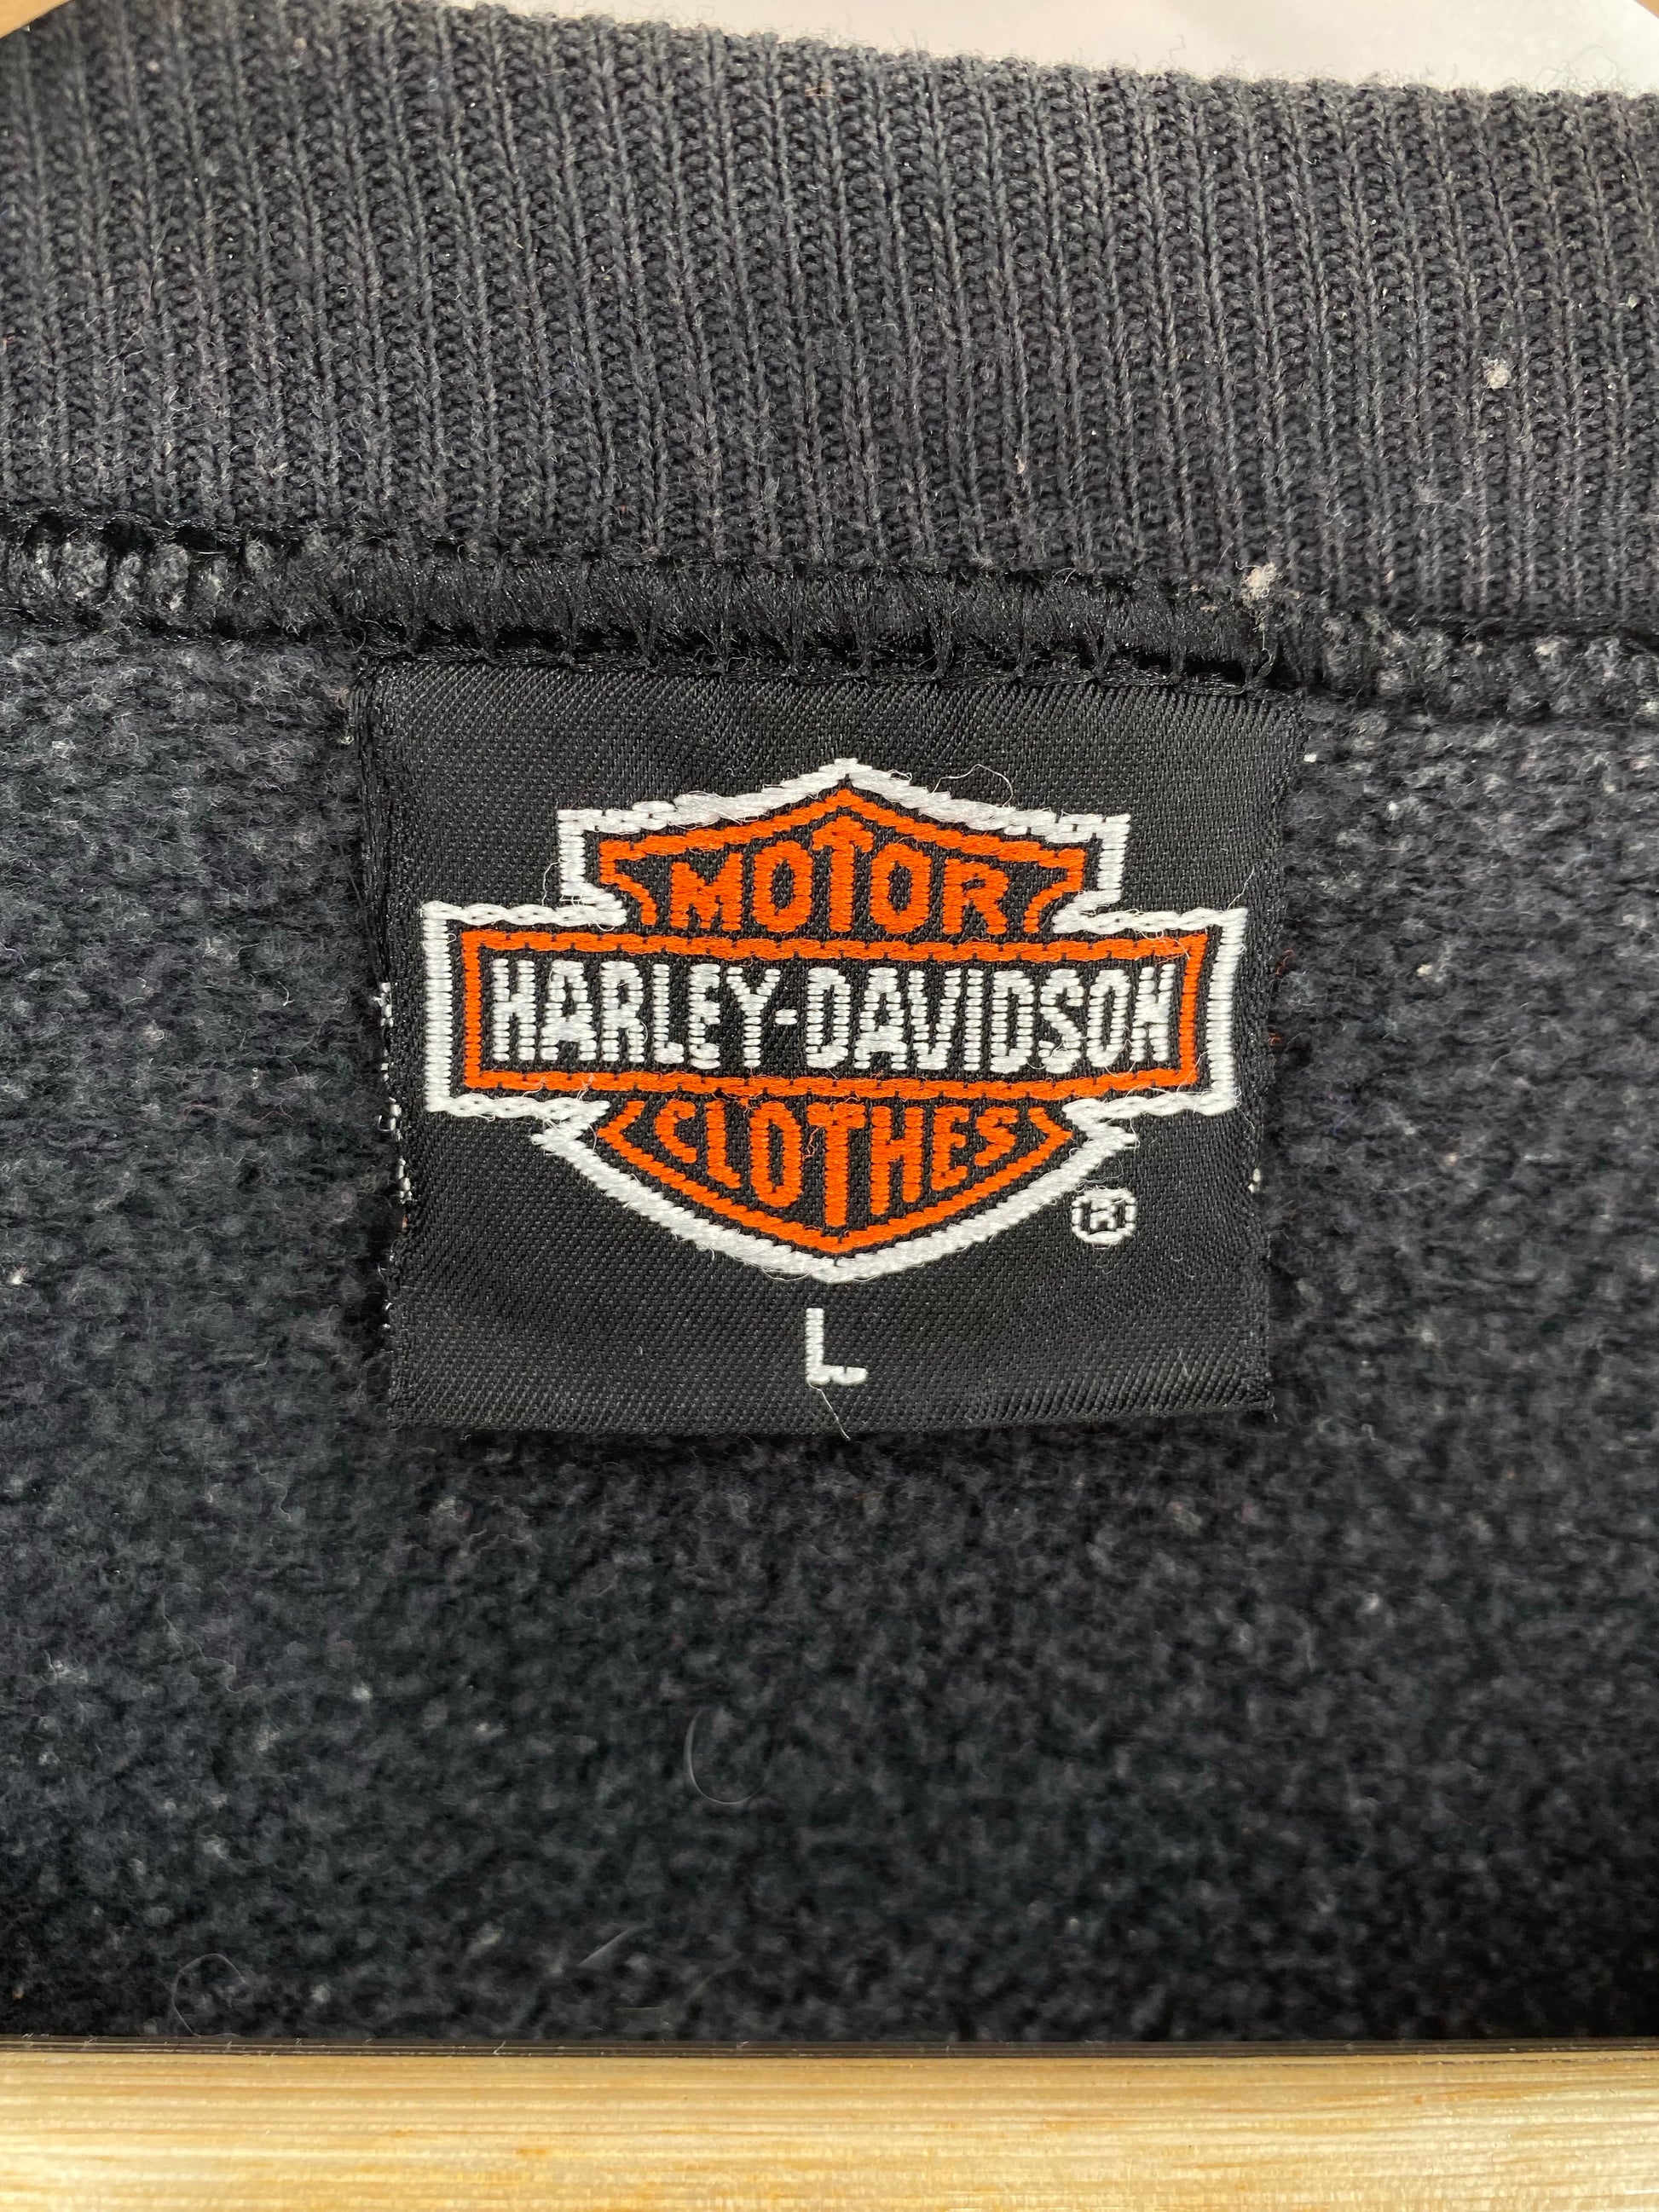 MOTOR
HARLEY-DAVIDSON
CLOTHES
®
L